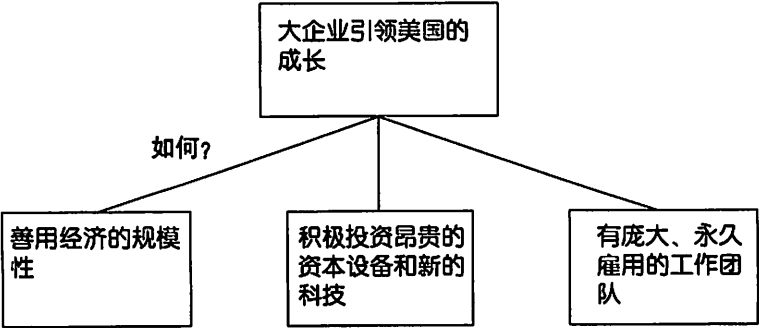 大企业引领美国的
成长
如何？
善用经济的规模
性
积极投资昂贵的
资本设备和新的
科技
有庞大、永久
雇用的工作团
队